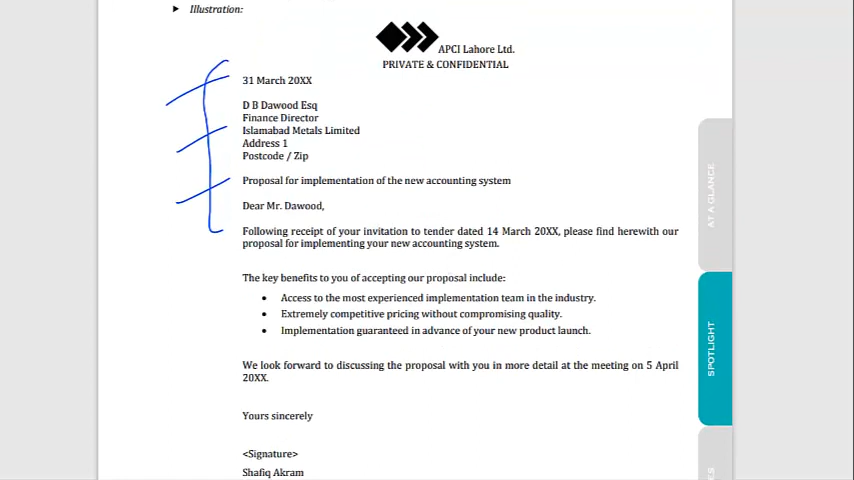 Illustration:
APCI Lahore Ltd.
PRIVATE & CONFIDENTIAL
31 March 20XX
D B Dawood Esq
Finance Director
Islamabad Metals Limited
Address 1
Postcode / Zip
Proposal for implementation of the new accounting system
Dear Mr. Dawood,
Following receipt of your invitation to tender dated 14 March 20XX, please find herewith our
proposal for implementing your new accounting system.
The key benefits to you of accepting our proposal include:
• Access to the most experienced implementation team in the industry.
• Extremely competitive pricing without compromising quality.
• Implementation guaranteed in advance of your new product launch.
We look forward to discussing the proposal with you in more detail at the meeting on 5 April
20XX.
Yours sincerely
<Signature>
Shafiq Akram
AT A GLANCE
SPOTLIGHT